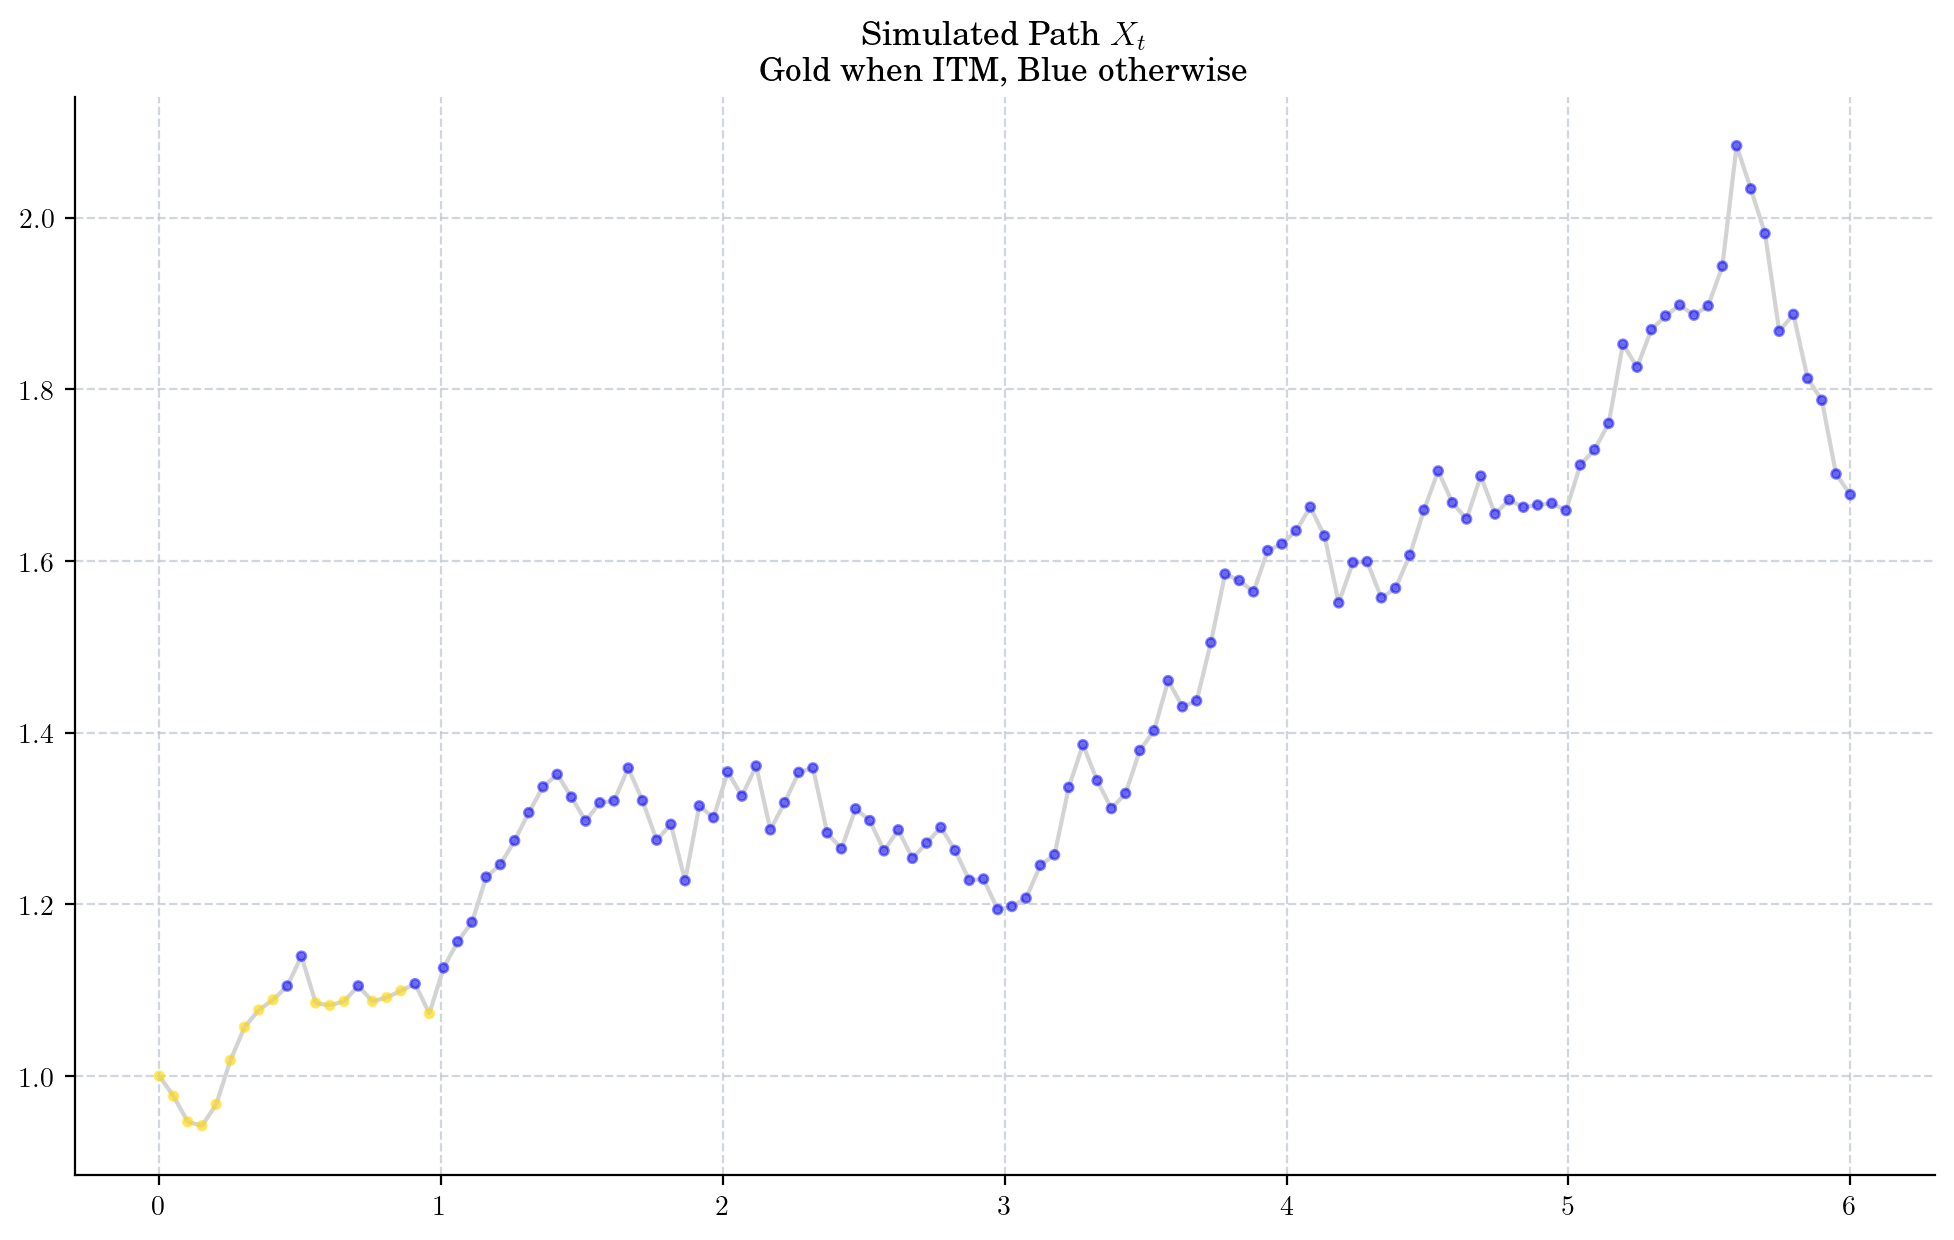 Simulated Path $X_t$
Gold when ITM, Blue otherwise
2.0
1.8
1.6
1.4
1.2
1.0
0 1 2 3 4 5 6